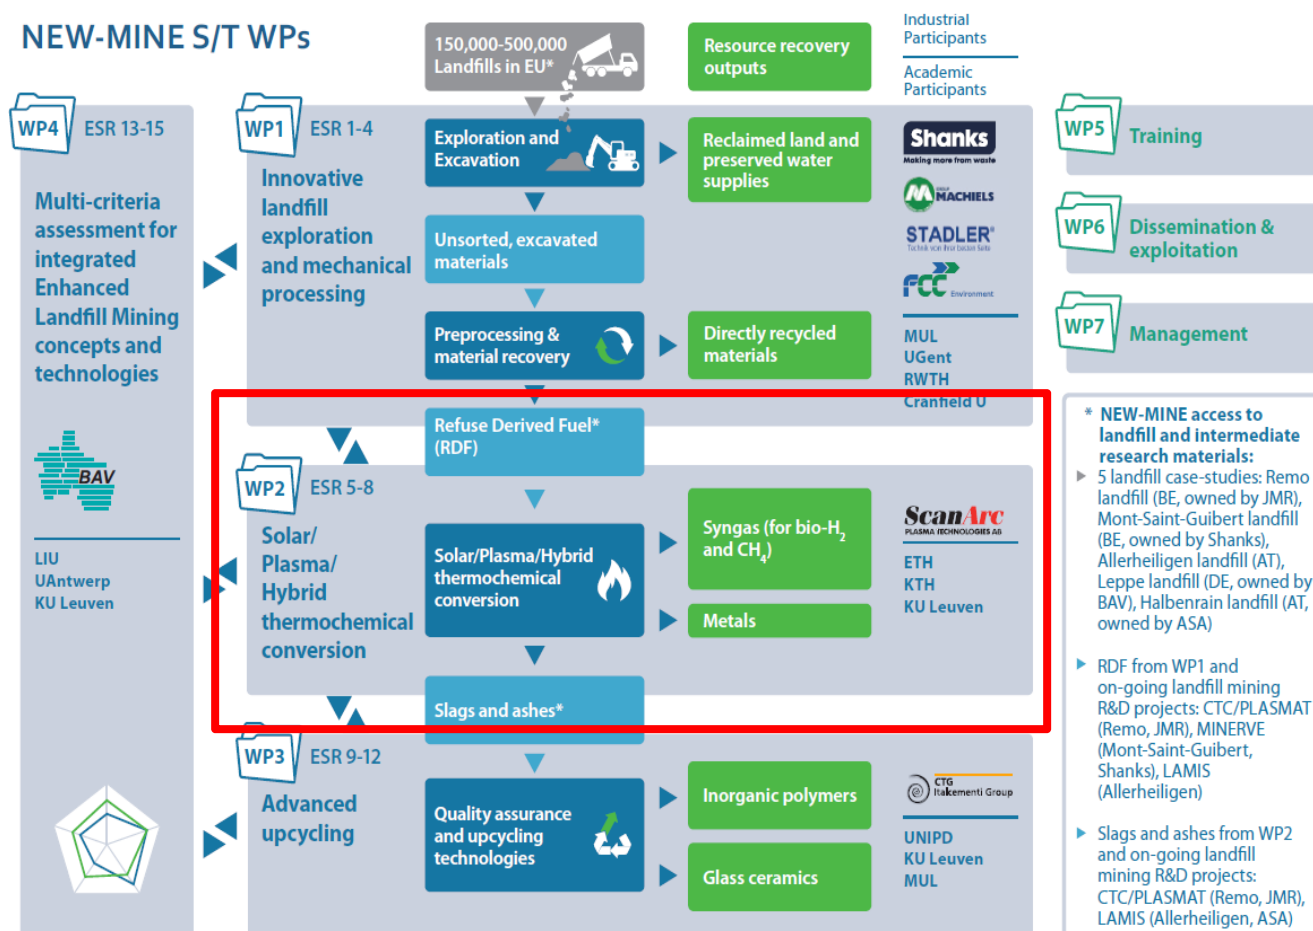 NEW-MINE S/T WPs
150,000-500,000
Landfills in EU*
Resource recovery
outputs
Industrial
Participants
Academic
Participants
WP4
ESR 13-15
Multi-criteria
assessment for
integrated
Enhanced
Landfill Mining
concepts and
technologies
BAV
LIU
UAntwerp
KU Leuven
WP1
ESR 1-4
Innovative
landfill
exploration
and mechanical
processing
Exploration and
Excavation
Reclaimed land and
preserved water
supplies
Unsorted, excavated
materials
Preprocessing &
material recovery
Directly recycled
materials
Shanks
Making more from waste
GROUP
MACHIELS
STADLER®
Technik von ihrer besten Seite
FCC
Environment
MUL
UGent
RWTH
Cranfield U
Refuse Derived Fuel*
(RDF)
WP2
ESR 5-8
Solar/
Plasma/
Hybrid
thermochemical
conversion
Solar/Plasma/Hybrid
thermochemical
conversion
Syngas (for bio-H₂
and CH₄)
Metals
ScanArc
PLASMA TECHNOLOGIES AB
ETH
KTH
KU Leuven
Slags and ashes*
WP3
ESR 9-12
Advanced
upcycling
Quality assurance
and upcycling
technologies
Inorganic polymers
Glass ceramics
CTG
Italcementi Group
UNIPD
KU Leuven
MUL
WP5
Training
WP6
Dissemination &
exploitation
WP7
Management
* NEW-MINE access to
landfill and intermediate
research materials:
5 landfill case-studies: Remo
landfill (BE, owned by JMR),
Mont-Saint-Guibert landfill
(BE, owned by Shanks),
Allerheiligen landfill (AT),
Leppe landfill (DE, owned by
BAV), Halbenrain landfill (AT,
owned by ASA)
RDF from WP1 and
on-going landfill mining
R&D projects: CTC/PLASMAT
(Remo, JMR), MINERVE
(Mont-Saint-Guibert,
Shanks), LAMIS
(Allerheiligen)
Slags and ashes from WP2
and on-going landfill
mining R&D projects:
CTC/PLASMAT (Remo, JMR),
LAMIS (Allerheiligen, ASA)